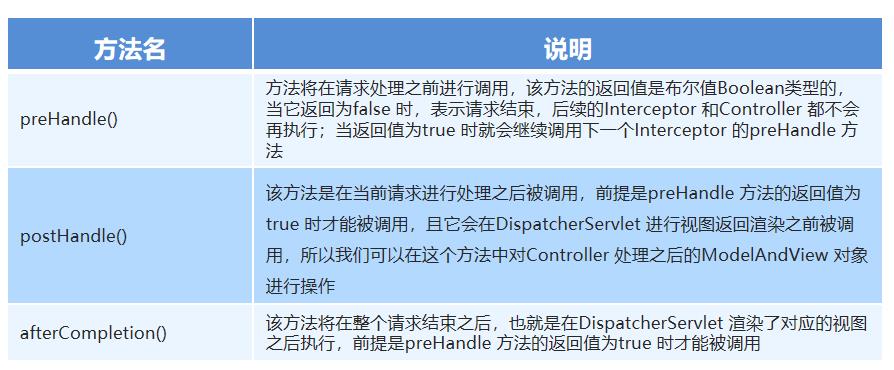 方法名 说明
preHandle()
方法将在请求处理之前进行调用，该方法的返回值是布尔值Boolean类型的，
当它返回为false 时，表示请求结束，后续的Interceptor 和Controller 都不会
再执行；当返回值为true 时就会继续调用下一个Interceptor 的preHandle 方
法
postHandle()
该方法是在当前请求进行处理之后被调用，前提是preHandle 方法的返回值为
true 时才能被调用，且它会在DispatcherServlet 进行视图返回渲染之前被调
用，所以我们可以在这个方法中对Controller 处理之后的ModelAndView 对象
进行操作
afterCompletion()
该方法将在整个请求结束之后，也就是在DispatcherServlet 渲染了对应的视图
之后执行，前提是preHandle 方法的返回值为true 时才能被调用